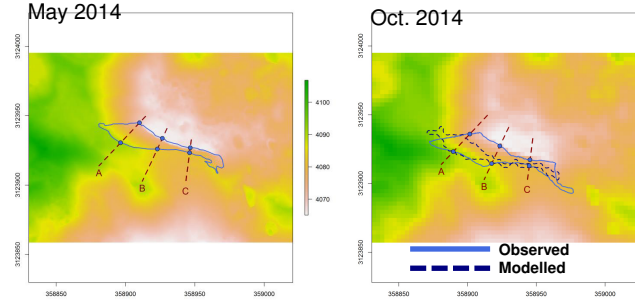 May 2014
Oct. 2014
3124000
3123950
3123900
3123850
A
B
C
358850
358900
358950
359000
4100
4090
4080
4070
3124000
3123950
3123900
3123850
A
B
C
Observed
Modelled
358850
358900
358950
359000